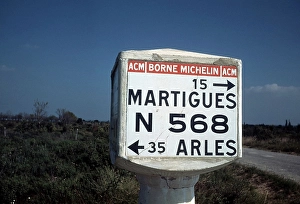 ACM BORNE MICHELIN ACM
15 →
MARTIGUES
N 568
← 35 ARLES